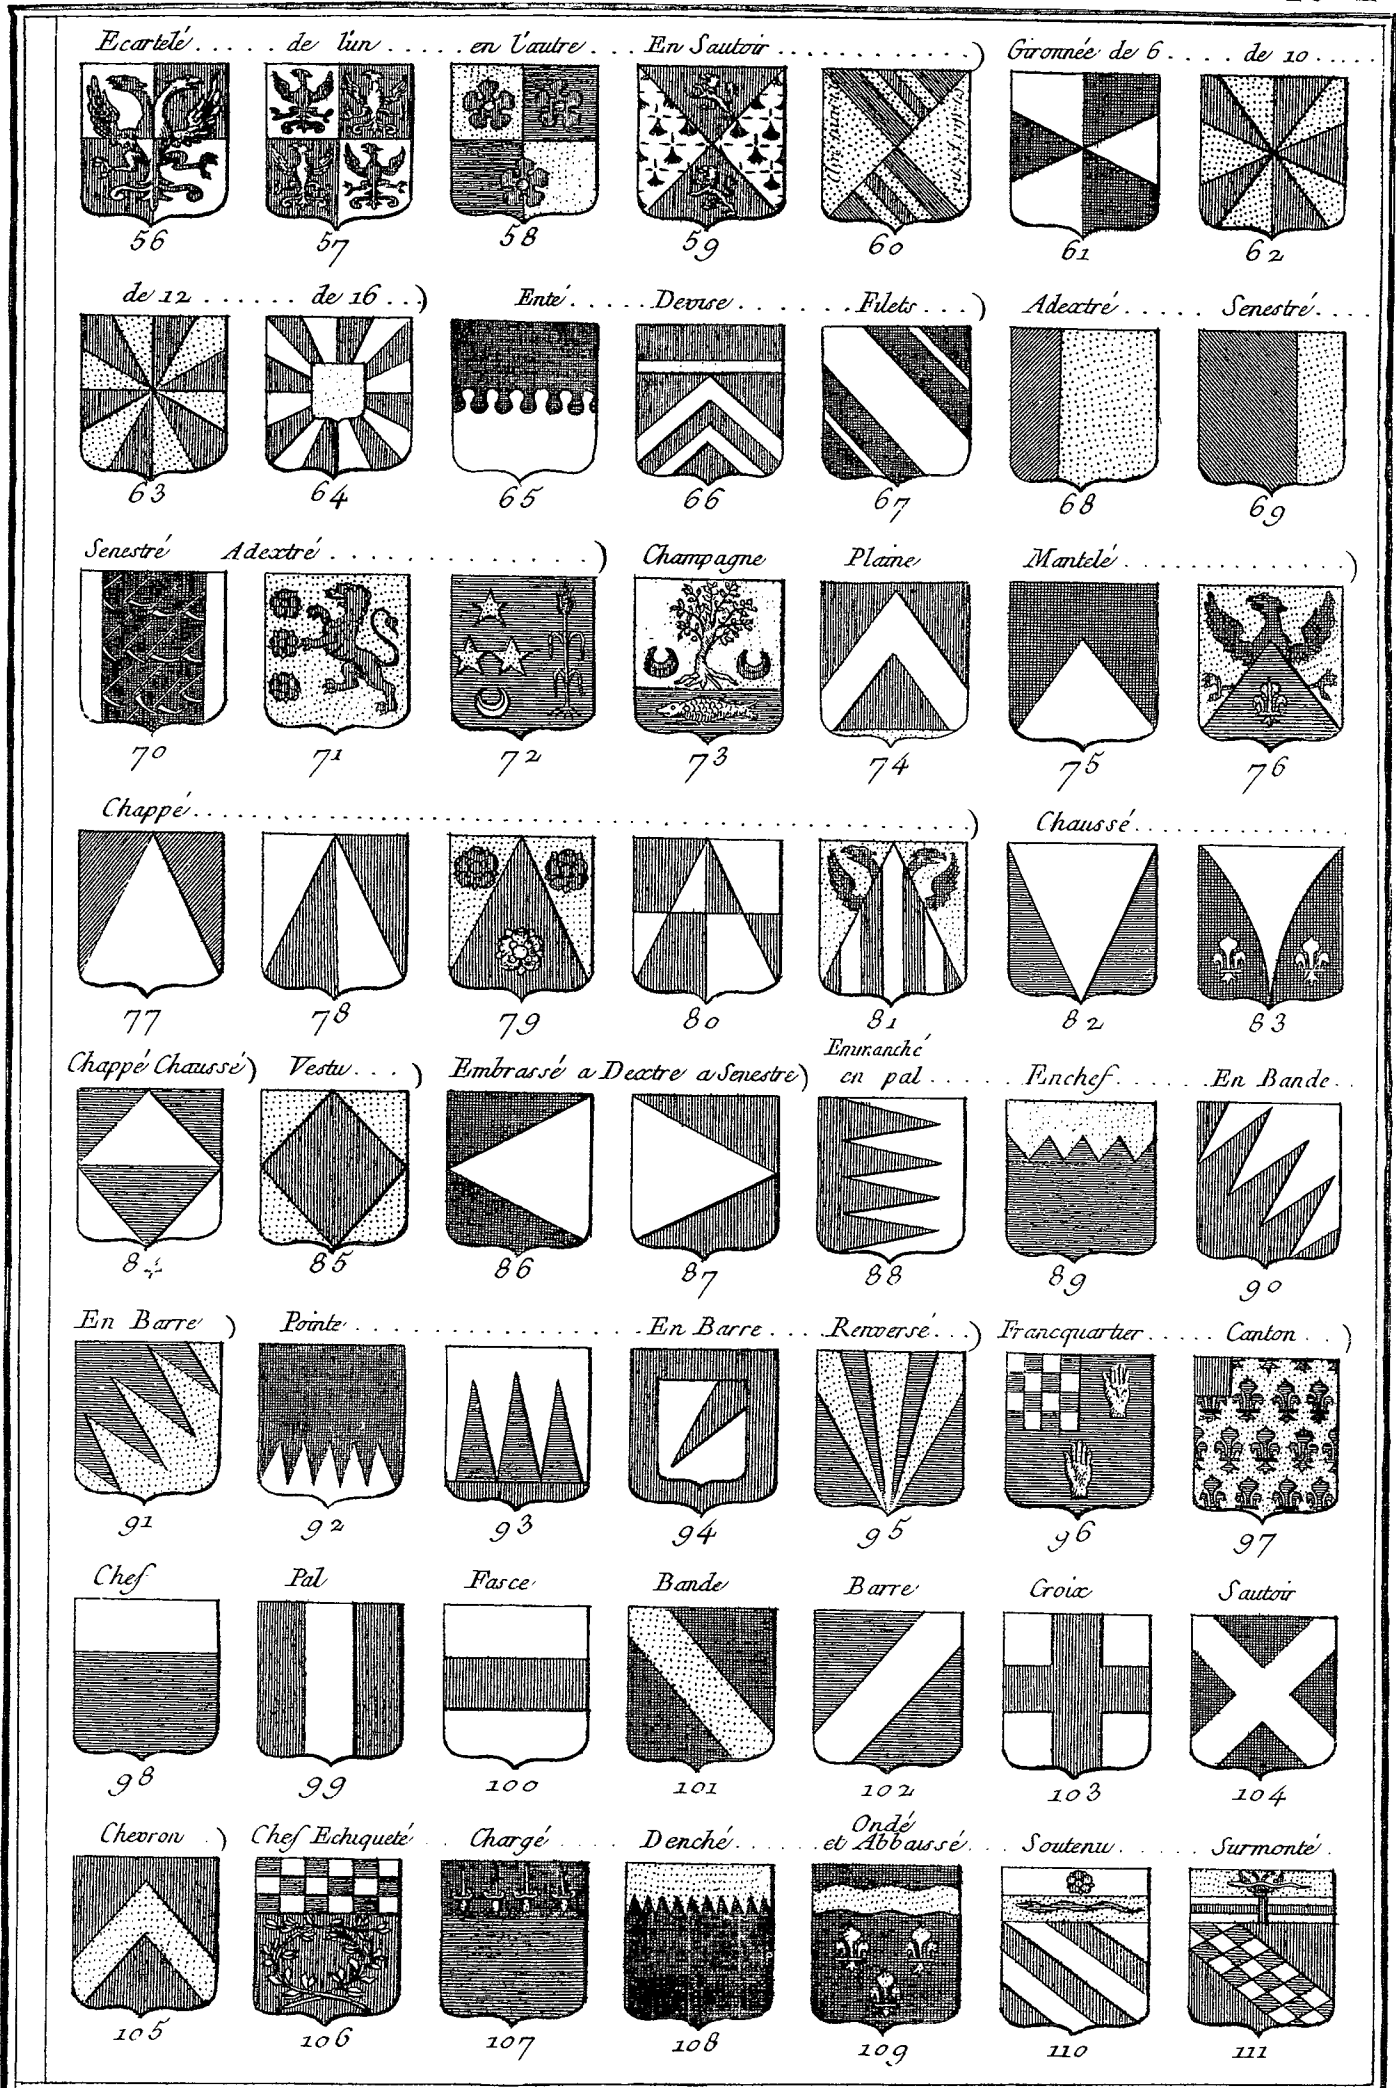 Ecartelé..... de l'un..... en l'autre... En Sautoir..............) Gironnée de 6.... de 10.....
56 57 58 59 60 61 62
de 12...... de 16...) Enté..... Devise....... Filets...) Adextré..... Senestré....
63 64 65 66 67 68 69
Senestré Adextré..............) Champagne Plaine Mantelé..............)
70 71 72 73 74 75 76
Chappé..................................................) Chaussé..............
77 78 79 80 81 82 83
Chappé Chaussé) Vestu....) Embrassé a Dextre a Senestre) Emmanché
en pal..... Enchef...... En Bande..
84 85 86 87 88 89 90
En Barre) Pointe................... En Barre.... Renversé...) Francquartier..... Canton..)
91 92 93 94 95 96 97
Chef Pal Fasce Bande Barre Croix Sautoir
98 99 100 101 102 103 104
Chevron.) Chef Echiqueté... Chargé..... Denché..... Ondé
et Abbaissé.... Soutenu..... Surmonté.
105 106 107 108 109 110 111